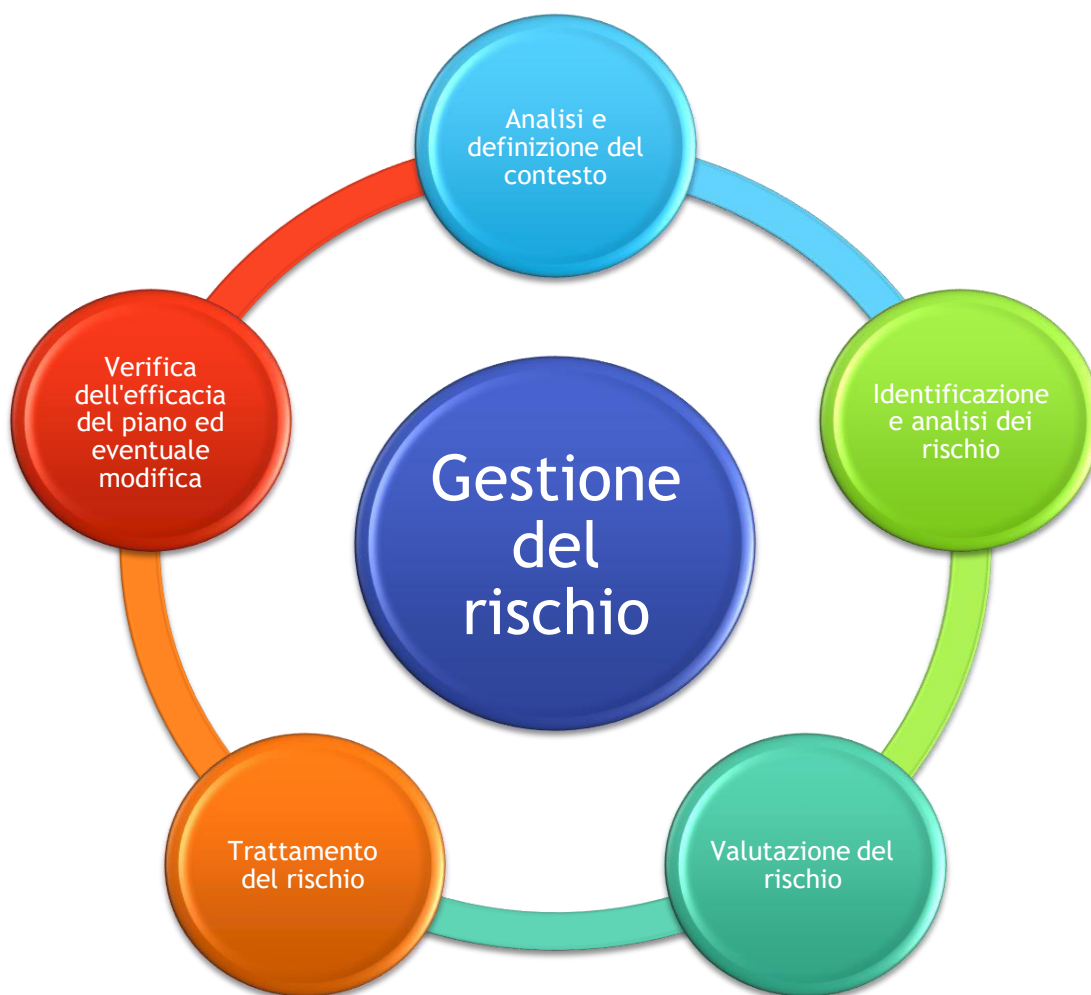 Analisi e
definizione del
contesto
Identificazione
e analisi dei
rischio
Valutazione del
rischio
Trattamento
del rischio
Verifica
dell'efficacia
del piano ed
eventuale
modifica
Gestione
del
rischio